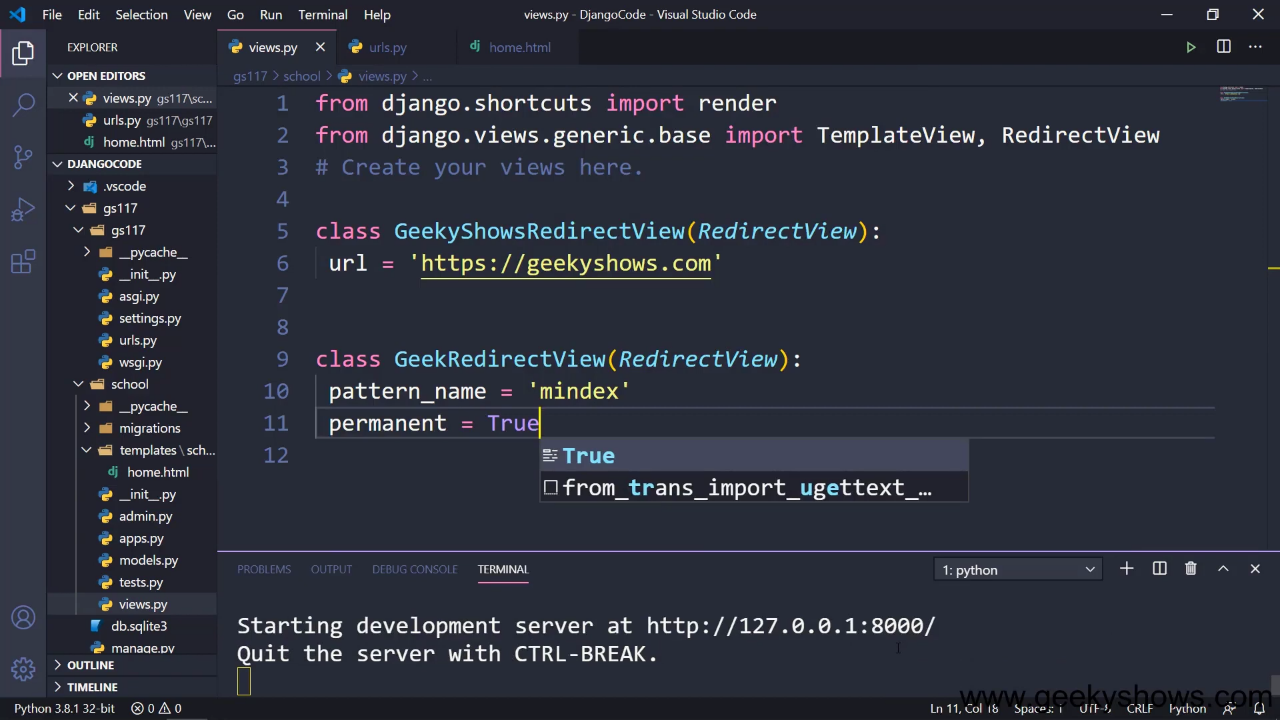 File Edit Selection View Go Run Terminal Help views.py - DjangoCode - Visual Studio Code
EXPLORER
views.py
urls.py
home.html
OPEN EDITORS
views.py gs117\sc...
urls.py gs117\gs117
home.html gs117\...
DJANGOCODE
.vscode
gs117
gs117
__pycache__
__init__.py
asgi.py
settings.py
urls.py
wsgi.py
school
__pycache__
migrations
templates\sc...
home.html
__init__.py
admin.py
apps.py
models.py
tests.py
views.py
db.sqlite3
manage.py
OUTLINE
TIMELINE
gs117 > school > views.py > ...
1 from django.shortcuts import render
2 from django.views.generic.base import TemplateView, RedirectView
3 # Create your views here.
4
5 class GeekyShowsRedirectView(RedirectView):
6 url = 'https://geekyshows.com'
7
8
9 class GeekRedirectView(RedirectView):
10 pattern_name = 'mindex'
11 permanent = True
12
True
from_trans_import_ugettext_...
PROBLEMS OUTPUT DEBUG CONSOLE TERMINAL
1: python
Starting development server at http://127.0.0.1:8000/
Quit the server with CTRL-BREAK.
www.geekyshows.com
Python 3.8.1 32-bit 0 0 Ln 11, Col 18 Spaces: 1 UTF-8 CRLF Python